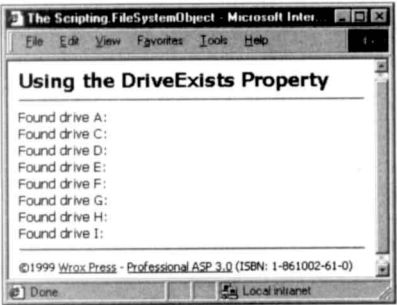 The Scripting.FileSystemObject - Microsoft Inter...
File Edit View Favorites Tools Help
Using the DriveExists Property
Found drive A:
Found drive C:
Found drive D:
Found drive E:
Found drive F:
Found drive G:
Found drive H:
Found drive I:
©1999 Wrox Press - Professional ASP 3.0 (ISBN: 1-861002-61-0)
Done Local intranet